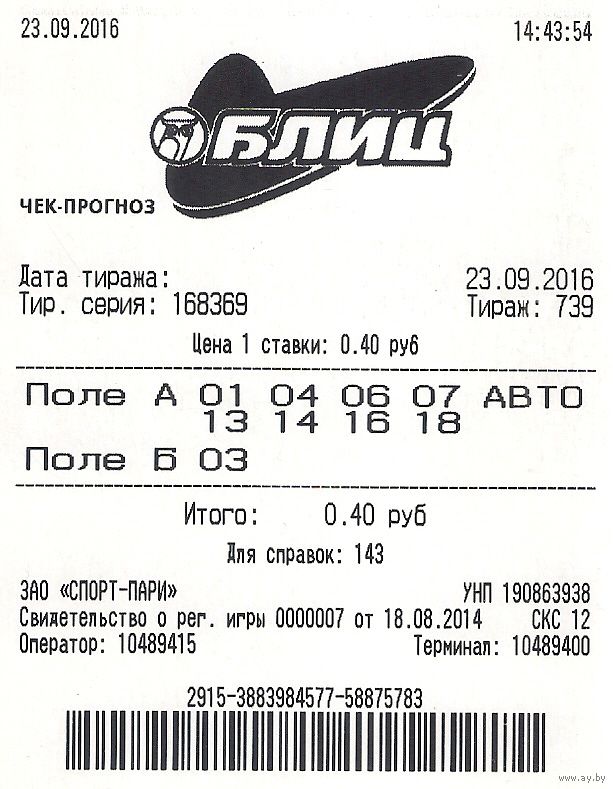 23.09.2016 14:43:54
БЛИЦ
ЧЕК-ПРОГНОЗ
Дата тиража: 23.09.2016
Тир. серия: 168369 Тираж: 739
Цена 1 ставки: 0.40 руб
Поле А 01 04 06 07 АВТО
13 14 16 18
Поле Б 03
Итого: 0.40 руб
Для справок: 143
ЗАО «СПОРТ-ПАРИ» УНП 190863938
Свидетельство о рег. игры 0000007 от 18.08.2014 СКС 12
Оператор: 10489415 Терминал: 10489400
2915-3883984577-58875783
www.ay.by